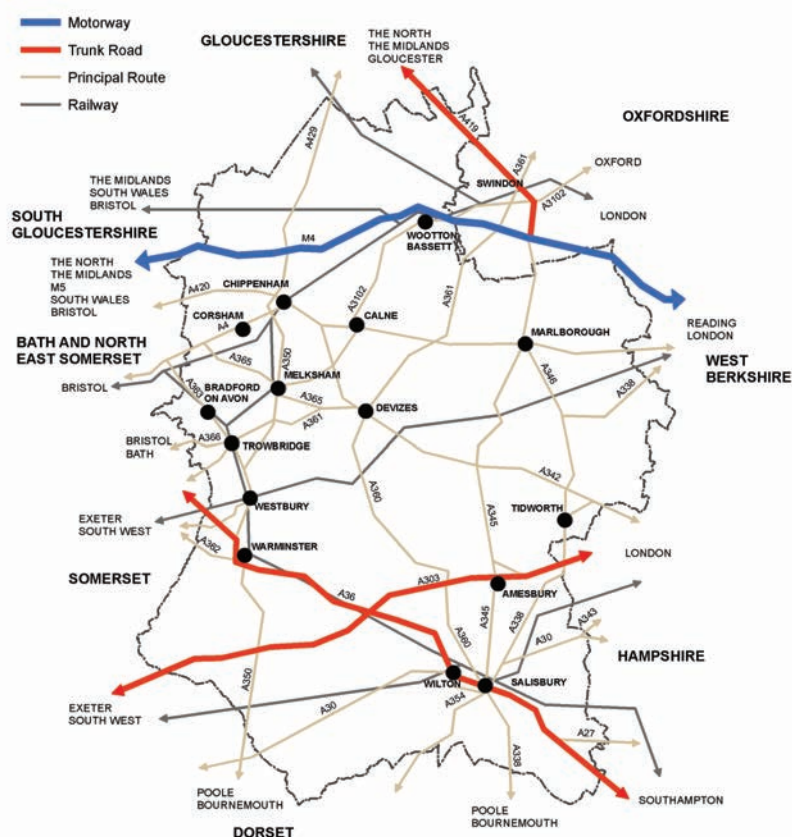 Motorway
Trunk Road
Principal Route
Railway
GLOUCESTERSHIRE
THE NORTH
THE MIDLANDS
GLOUCESTER
OXFORDSHIRE
A419
A429
A361
OXFORD
SWINDON
A3102
LONDON
THE MIDLANDS
SOUTH WALES
BRISTOL
SOUTH
GLOUCESTERSHIRE
M4
WOOTTON
BASSETT
THE NORTH
THE MIDLANDS
M5
SOUTH WALES
BRISTOL
A420
CHIPPENHAM
A3102
A361
CORSHAM
A4
CALNE
MARLBOROUGH
READING
LONDON
BATH AND NORTH
EAST SOMERSET
WEST
BERKSHIRE
A365
A350
A346
A338
BRISTOL
A363
BRADFORD
ON AVON
MELKSHAM
A365
A361
DEVIZES
BRISTOL
BATH
A366
TROWBRIDGE
A342
A360
EXETER
SOUTH WEST
WESTBURY
TIDWORTH
A345
A362
WARMINSTER
LONDON
SOMERSET
A36
A303
AMESBURY
A345
A338
A343
A30
A360
HAMPSHIRE
A350
WILTON
SALISBURY
EXETER
SOUTH WEST
A30
A354
A338
A27
POOLE
BOURNEMOUTH
POOLE
BOURNEMOUTH
SOUTHAMPTON
DORSET